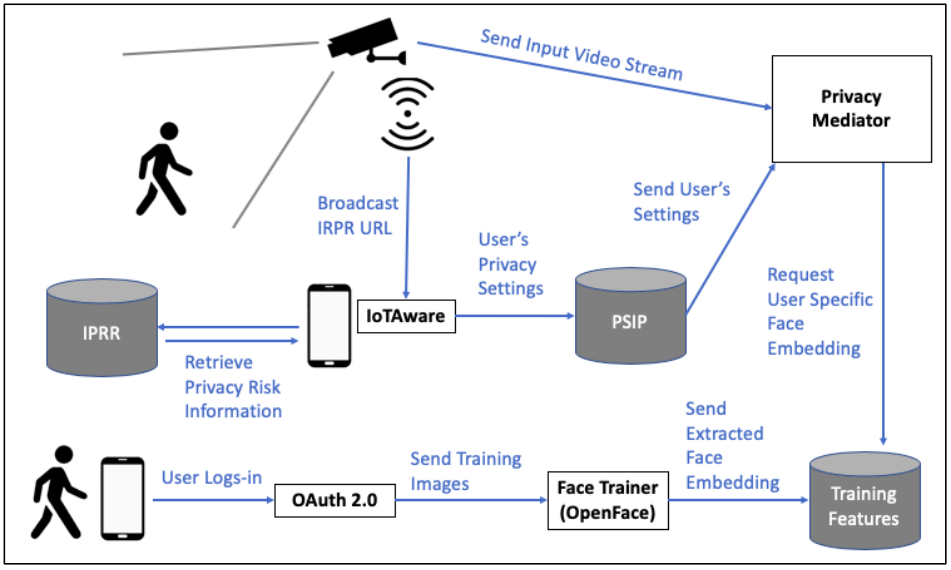 Send Input Video Stream
Privacy
Mediator
Broadcast
IRPR URL
Send User's
Settings
User's
Privacy
Settings
Request
User Specific
Face
Embedding
IPRR
IoTAware
PSIP
Retrieve
Privacy Risk
Information
Send
Extracted
Face
Embedding
User Logs-in
OAuth 2.0
Send Training
Images
Face Trainer
(OpenFace)
Training
Features